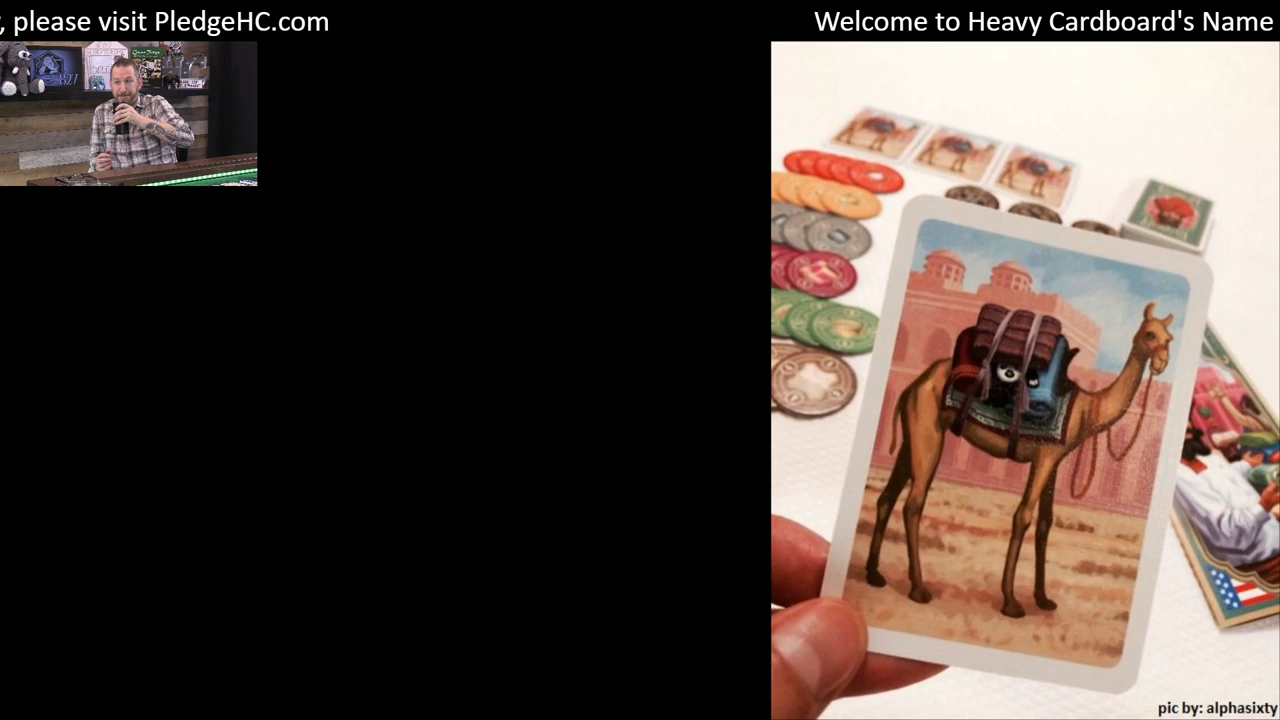 , please visit PledgeHC.com
Welcome to Heavy Cardboard's Name
pic by: alphasixty